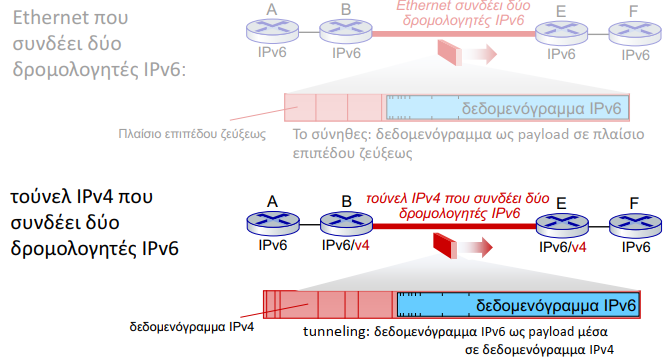 Ethernet που
συνδέει δύο
δρομολογητές IPv6:
A
B
Ethernet που συνδέει δύο
δρομολογητές IPv6
E
F
IPv6
IPv6
IPv6
IPv6
δεδομενόγραμμα IPv6
Πλαίσιο επιπέδου ζεύξεως
Το σύνηθες: δεδομενόγραμμα ως payload σε πλαίσιο
επιπέδου ζεύξεως
τούνελ IPv4 που
συνδέει δύο
δρομολογητές IPv6
A
B
τούνελ IPv4 που συνδέει δύο
δρομολογητές IPv6
E
F
IPv6
IPv6/v4
IPv6/v4
IPv6
δεδομενόγραμμα IPv6
δεδομενόγραμμα IPv4
tunneling: δεδομενόγραμμα IPv6 ως payload μέσα
σε δεδομενόγραμμα IPv4